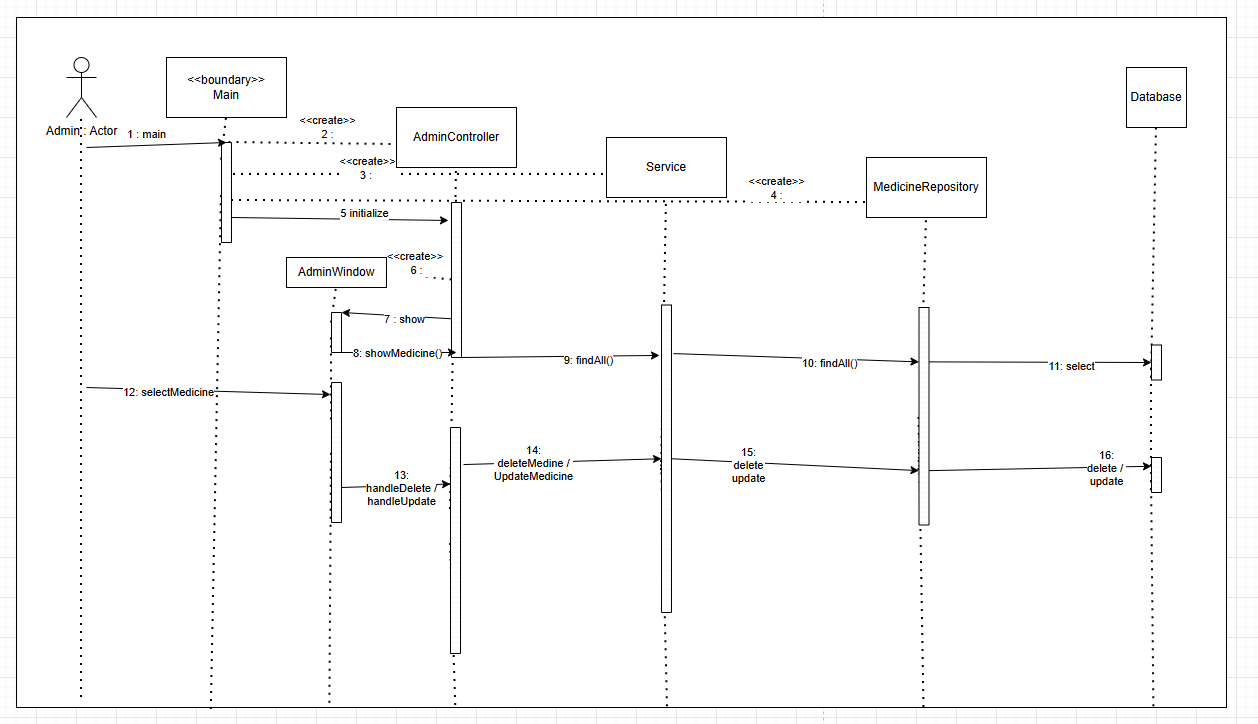 <<boundary>>
Main
Database
<<create>>
2 :
Admin : Actor
1 : main
AdminController
<<create>>
3 :
Service
<<create>>
4 :
MedicineRepository
5 initialize
<<create>>
6 :
AdminWindow
7 : show
8: showMedicine()
9: findAll()
10: findAll()
11: select
12: selectMedicine
13:
handleDelete /
handleUpdate
14:
deleteMedine /
UpdateMedicine
15:
delete
update
16:
delete /
update